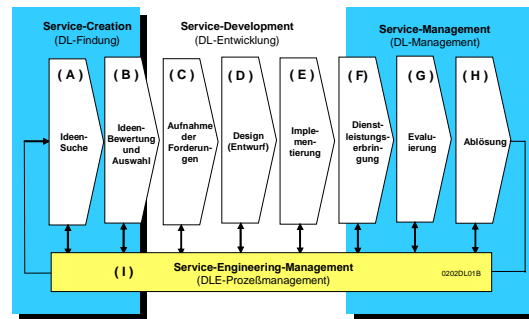 Service-Creation
(DL-Findung)
Service-Development
(DL-Entwicklung)
Service-Management
(DL-Management)
( A )
( B )
( C )
( D )
( E )
( F)
( G )
( H )
Ideen-
Suche
Ideen-
Bewertung
und
Auswahl
Aufnahme
der
Forderun-
gen
Design
(Entwurf)
Imple-
men-
tierung
Dienst-
leistungs-
erbrin-
gung
Evalu-
ierung
Ablösung
( I )
Service-Engineering-Management
(DLE-Prozeßmanagement)
0202DL01B